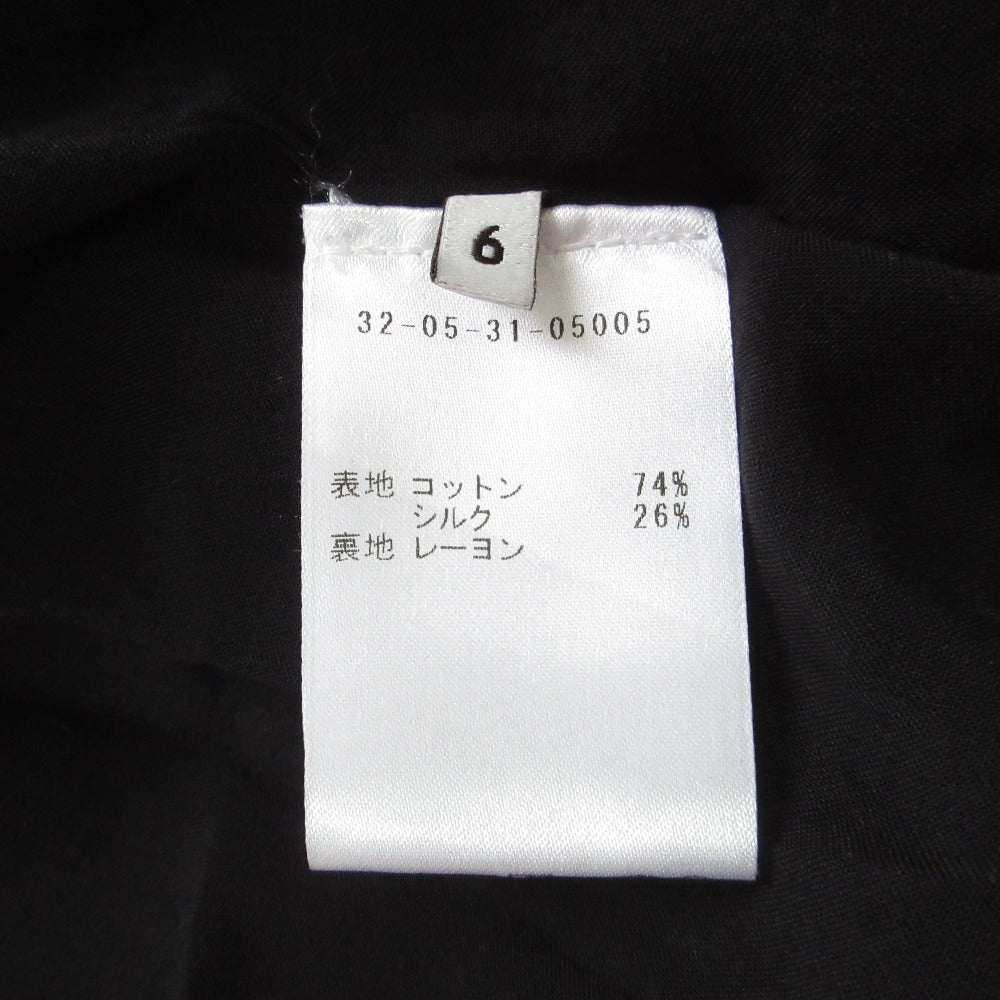 6
32-05-31-05005
表地 コットン 74%
シルク 26%
裏地 レーヨン